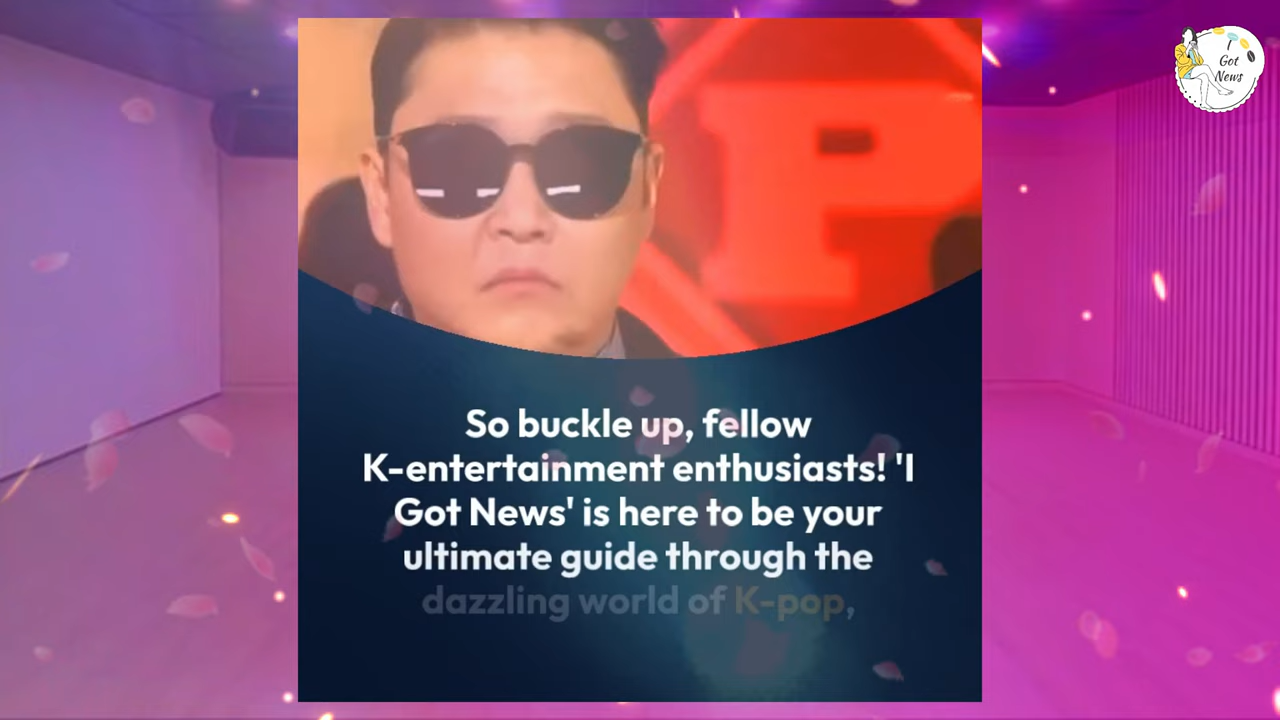 I
Got
News
P
So buckle up, fellow
K-entertainment enthusiasts! 'I
Got News' is here to be your
ultimate guide through the
dazzling world of K-pop,